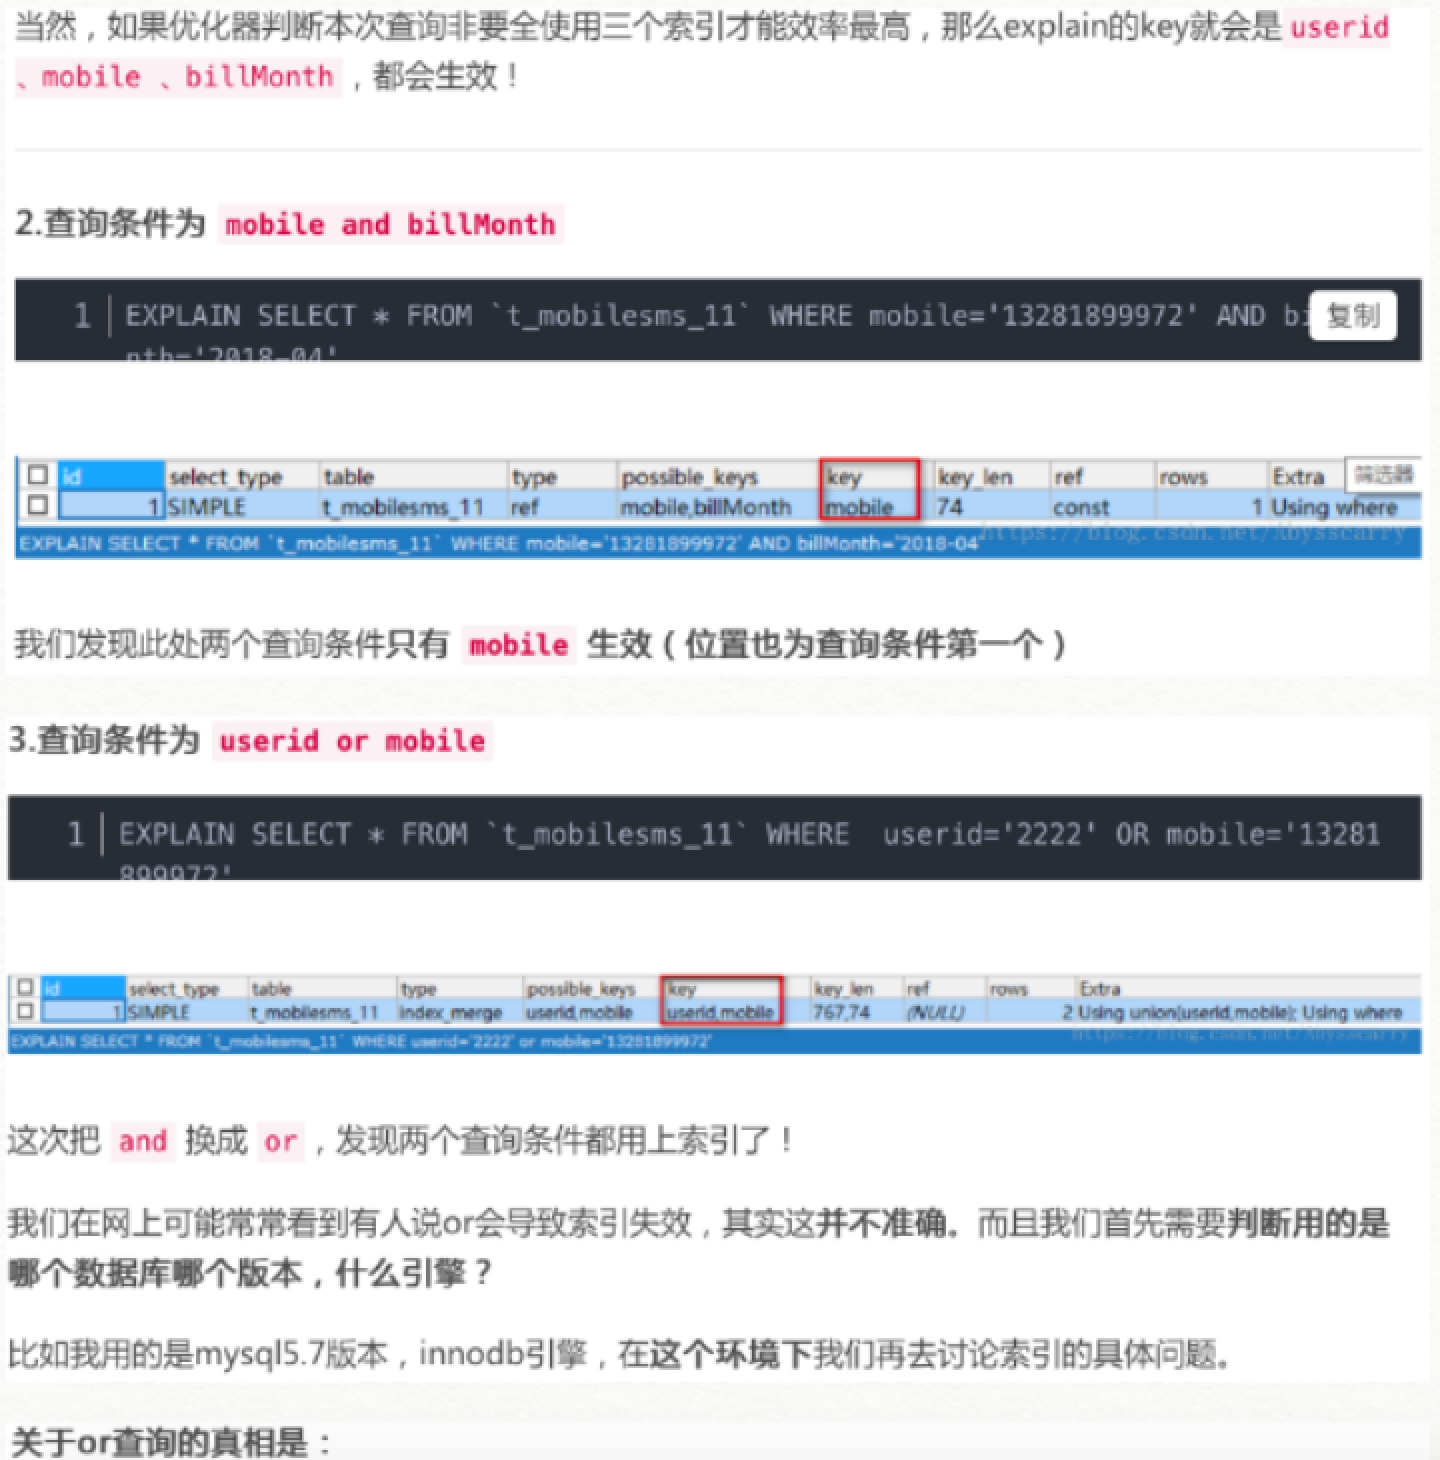 当然，如果优化器判断本次查询非要全使用三个索引才能效率最高，那么explain的key就会是 userid
、mobile 、billMonth ，都会生效！
2.查询条件为 mobile and billMonth
1 EXPLAIN SELECT * FROM `t_mobilesms_11` WHERE mobile='13281899972' AND bi 复制
nth='2018-04'
id select_type table type possible_keys key key_len ref rows Extra 筛选器
1 SIMPLE t_mobilesms_11 ref mobile,billMonth mobile 74 const 1 Using where
https://blog.csdn.net/Abysscarry
EXPLAIN SELECT * FROM `t_mobilesms_11` WHERE mobile='13281899972' AND billMonth='2018-04'
我们发现此处两个查询条件只有 mobile 生效（位置也为查询条件第一个）
3.查询条件为 userid or mobile
1 EXPLAIN SELECT * FROM `t_mobilesms_11` WHERE  userid='2222' OR mobile='13281
899972'
id select_type table type possible_keys key key_len ref rows Extra
1 SIMPLE t_mobilesms_11 index_merge userid,mobile userid,mobile 767,74 (NULL) 2 Using union(userid,mobile); Using where
https://blog.csdn.net/Abysscarry
EXPLAIN SELECT * FROM `t_mobilesms_11` WHERE userid='2222' or mobile='13281899972'
这次把 and 换成 or ，发现两个查询条件都用上索引了！
我们在网上可能常常看到有人说or会导致索引失效，其实这并不准确。而且我们首先需要判断用的是
哪个数据库哪个版本，什么引擎？
比如我用的是mysql5.7版本，innodb引擎，在这个环境下我们再去讨论索引的具体问题。
关于or查询的真相是：